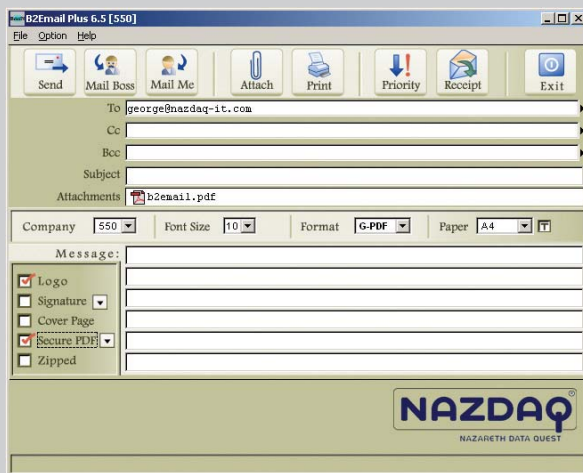 B2Email Plus 6.5 [550]
File Option Help
Send Mail Boss Mail Me Attach Print Priority Receipt Exit
To george@nazdaq-it.com
Cc
Bcc
Subject
Attachments b2email.pdf
Company 550 Font Size 10 Format G-PDF Paper A4 T
Message:
Logo
Signature
Cover Page
Secure PDF
Zipped
NAZDAQ
NAZARETH DATA QUEST